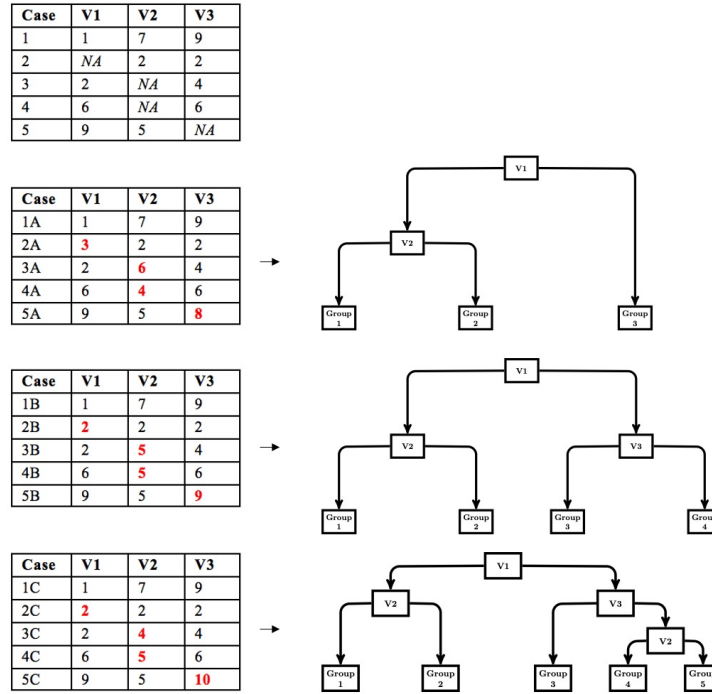 Case V1 V2 V3
1 1 7 9
2 NA 2 2
3 2 NA 4
4 6 NA 6
5 9 5 NA
Case V1 V2 V3
1A 1 7 9
2A 3 2 2
3A 2 6 4
4A 6 4 6
5A 9 5 8
V1
V2
Group
1
Group
2
Group
3
Case V1 V2 V3
1B 1 7 9
2B 2 2 2
3B 2 5 4
4B 6 5 6
5B 9 5 9
V1
V2
V3
Group
1
Group
2
Group
3
Group
4
Case V1 V2 V3
1C 1 7 9
2C 2 2 2
3C 2 4 4
4C 6 5 6
5C 9 5 10
V1
V2
V3
V2
Group
1
Group
2
Group
3
Group
4
Group
5